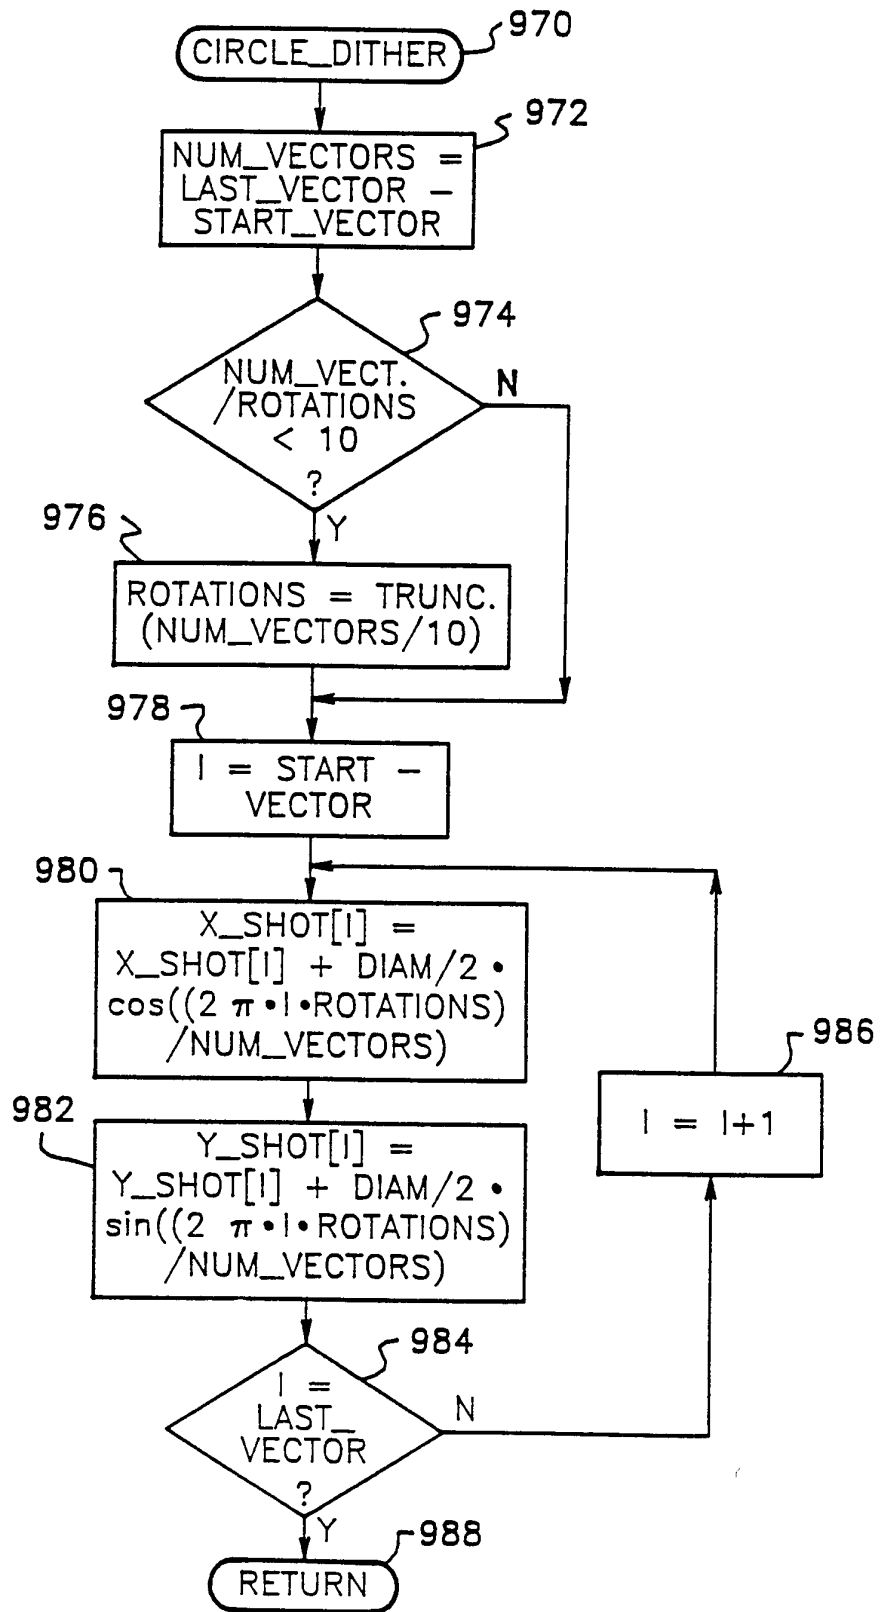 970
CIRCLE_DITHER
972
NUM_VECTORS =
LAST_VECTOR -
START_VECTOR
974
NUM_VECT.
/ROTATIONS
< 10
?
N
Y
976
ROTATIONS = TRUNC.
(NUM_VECTORS/10)
978
I = START -
VECTOR
980
X_SHOT[I] =
X_SHOT[I] + DIAM/2 •
cos((2 π•I•ROTATIONS)
/NUM_VECTORS)
986
I = I+1
982
Y_SHOT[I] =
Y_SHOT[I] + DIAM/2 •
sin((2 π•I•ROTATIONS)
/NUM_VECTORS)
984
I =
LAST_
VECTOR
?
N
Y
988
RETURN